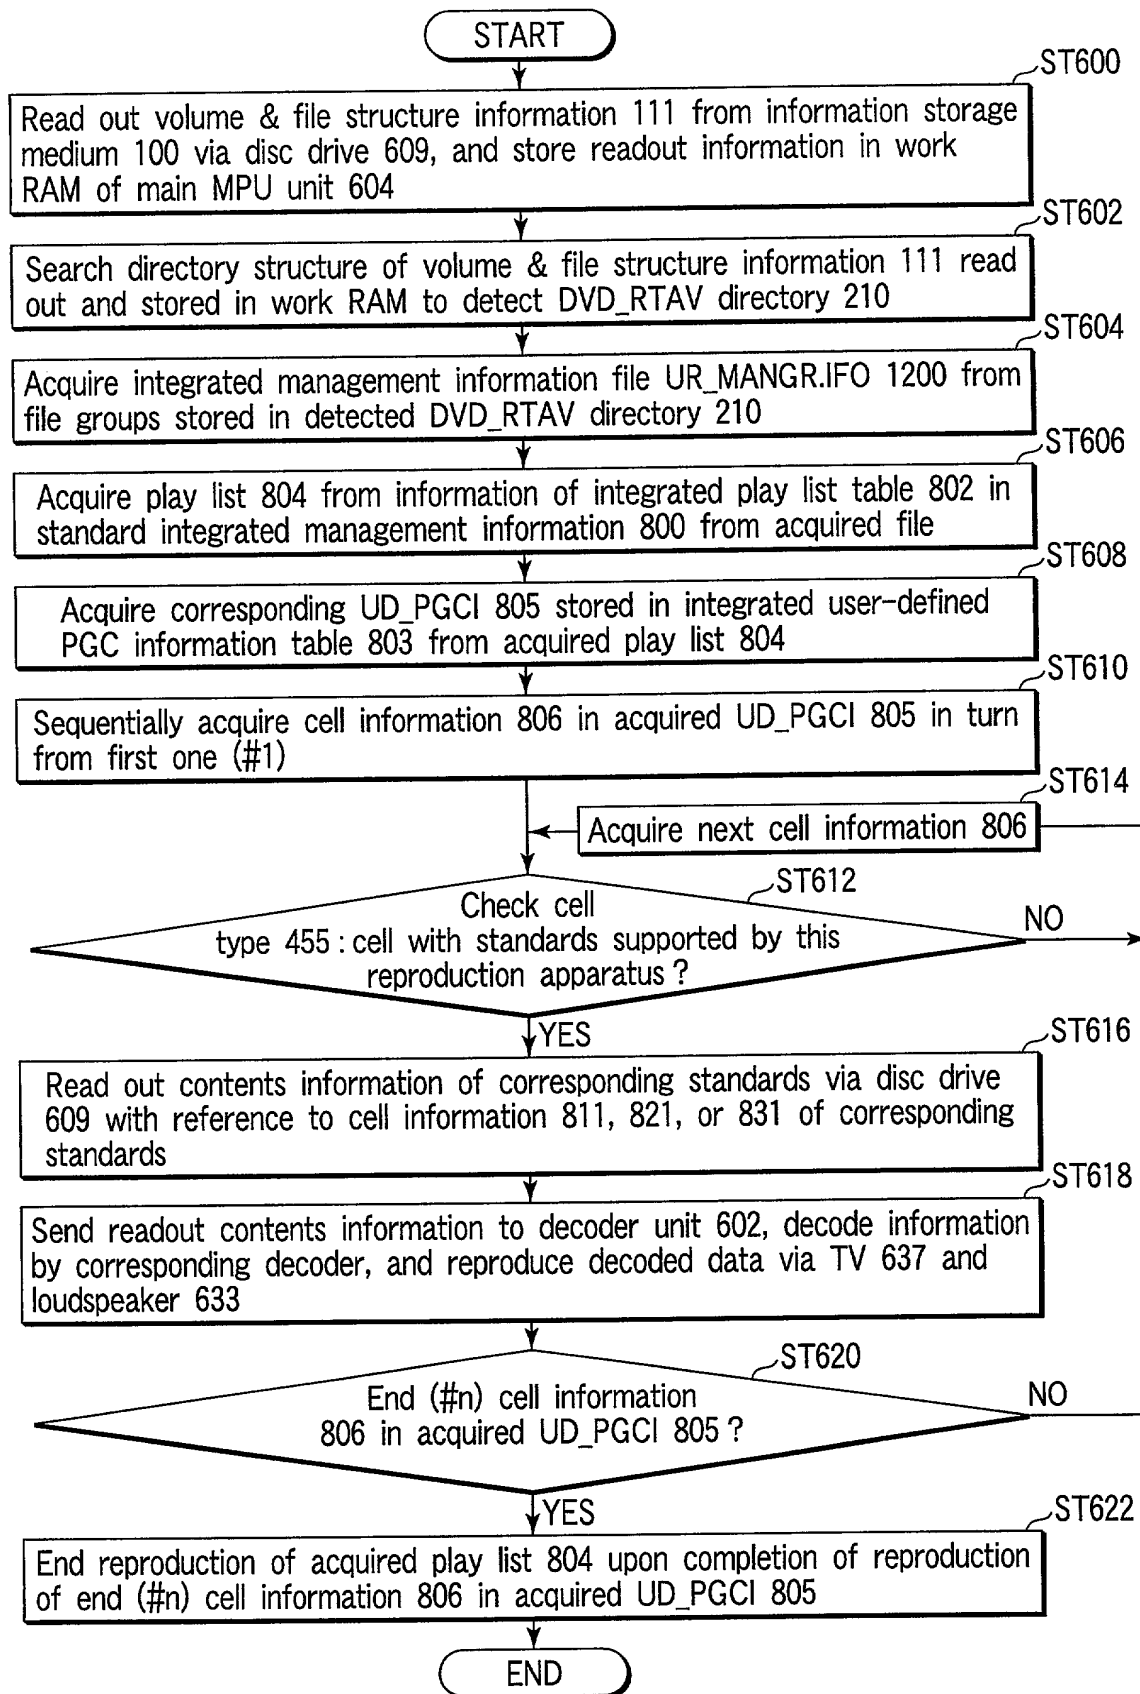 START
ST600
Read out volume & file structure information 111 from information storage
medium 100 via disc drive 609, and store readout information in work
RAM of main MPU unit 604
ST602
Search directory structure of volume & file structure information 111 read
out and stored in work RAM to detect DVD_RTAV directory 210
ST604
Acquire integrated management information file UR_MANGR.IFO 1200 from
file groups stored in detected DVD_RTAV directory 210
ST606
Acquire play list 804 from information of integrated play list table 802 in
standard integrated management information 800 from acquired file
ST608
Acquire corresponding UD_PGCI 805 stored in integrated user-defined
PGC information table 803 from acquired play list 804
ST610
Sequentially acquire cell information 806 in acquired UD_PGCI 805 in turn
from first one (#1)
ST614
Acquire next cell information 806
ST612
Check cell
type 455 : cell with standards supported by this
reproduction apparatus ?
NO
YES
ST616
Read out contents information of corresponding standards via disc drive
609 with reference to cell information 811, 821, or 831 of corresponding
standards
ST618
Send readout contents information to decoder unit 602, decode information
by corresponding decoder, and reproduce decoded data via TV 637 and
loudspeaker 633
ST620
End (#n) cell information
806 in acquired UD_PGCI 805 ?
NO
YES
ST622
End reproduction of acquired play list 804 upon completion of reproduction
of end (#n) cell information 806 in acquired UD_PGCI 805
END